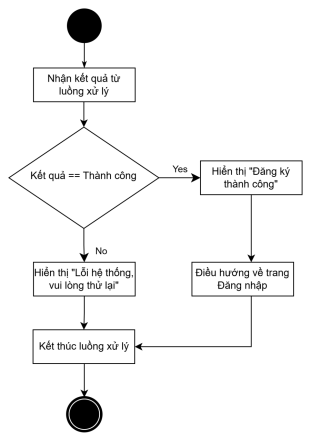 Nhận kết quả từ
luồng xử lý
Kết quả == Thành công
Yes
Hiển thị "Đăng ký
thành công"
No
Hiển thị "Lỗi hệ thống,
vui lòng thử lại"
Điều hướng về trang
Đăng nhập
Kết thúc luồng xử lý